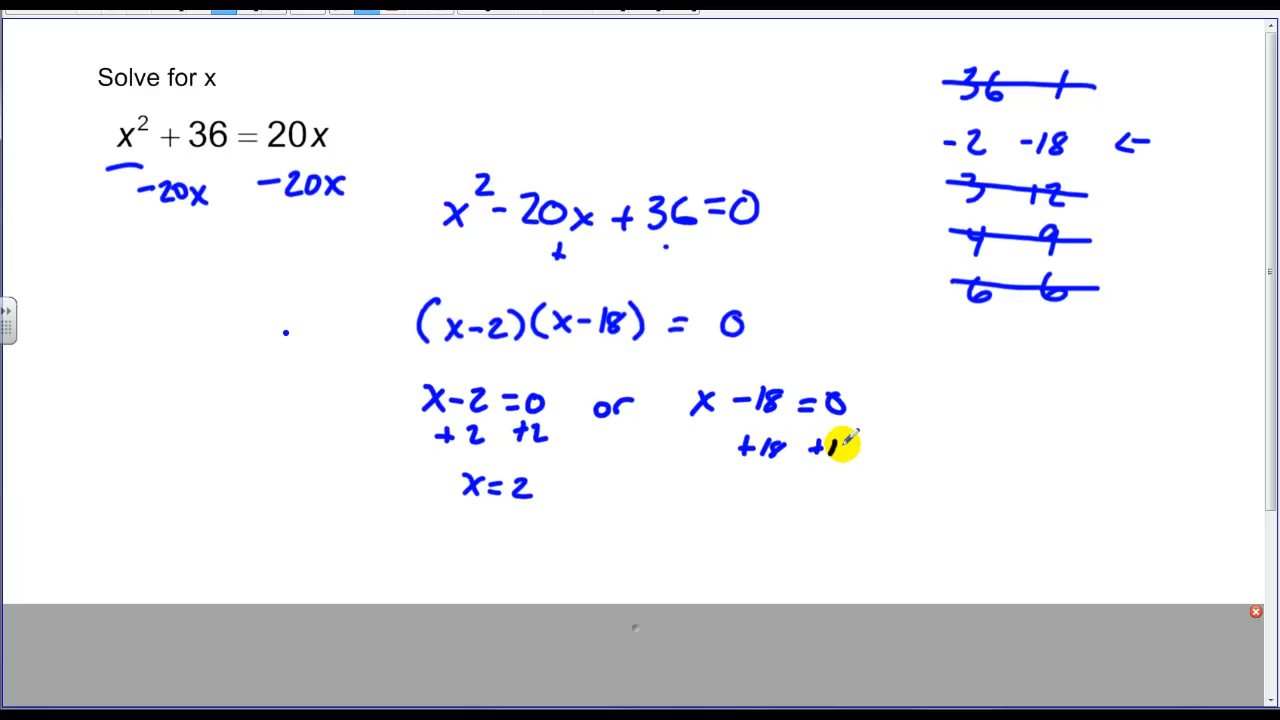 Solve for x
x² + 36 = 20x
-20x -20x
x² - 20x + 36 = 0
+ .
(x-2)(x-18) = 0
x-2=0 or x-18=0
+2 +2 +18 +1
x=2
36 1
-2 -18 ←
3 12
4 9
6 6